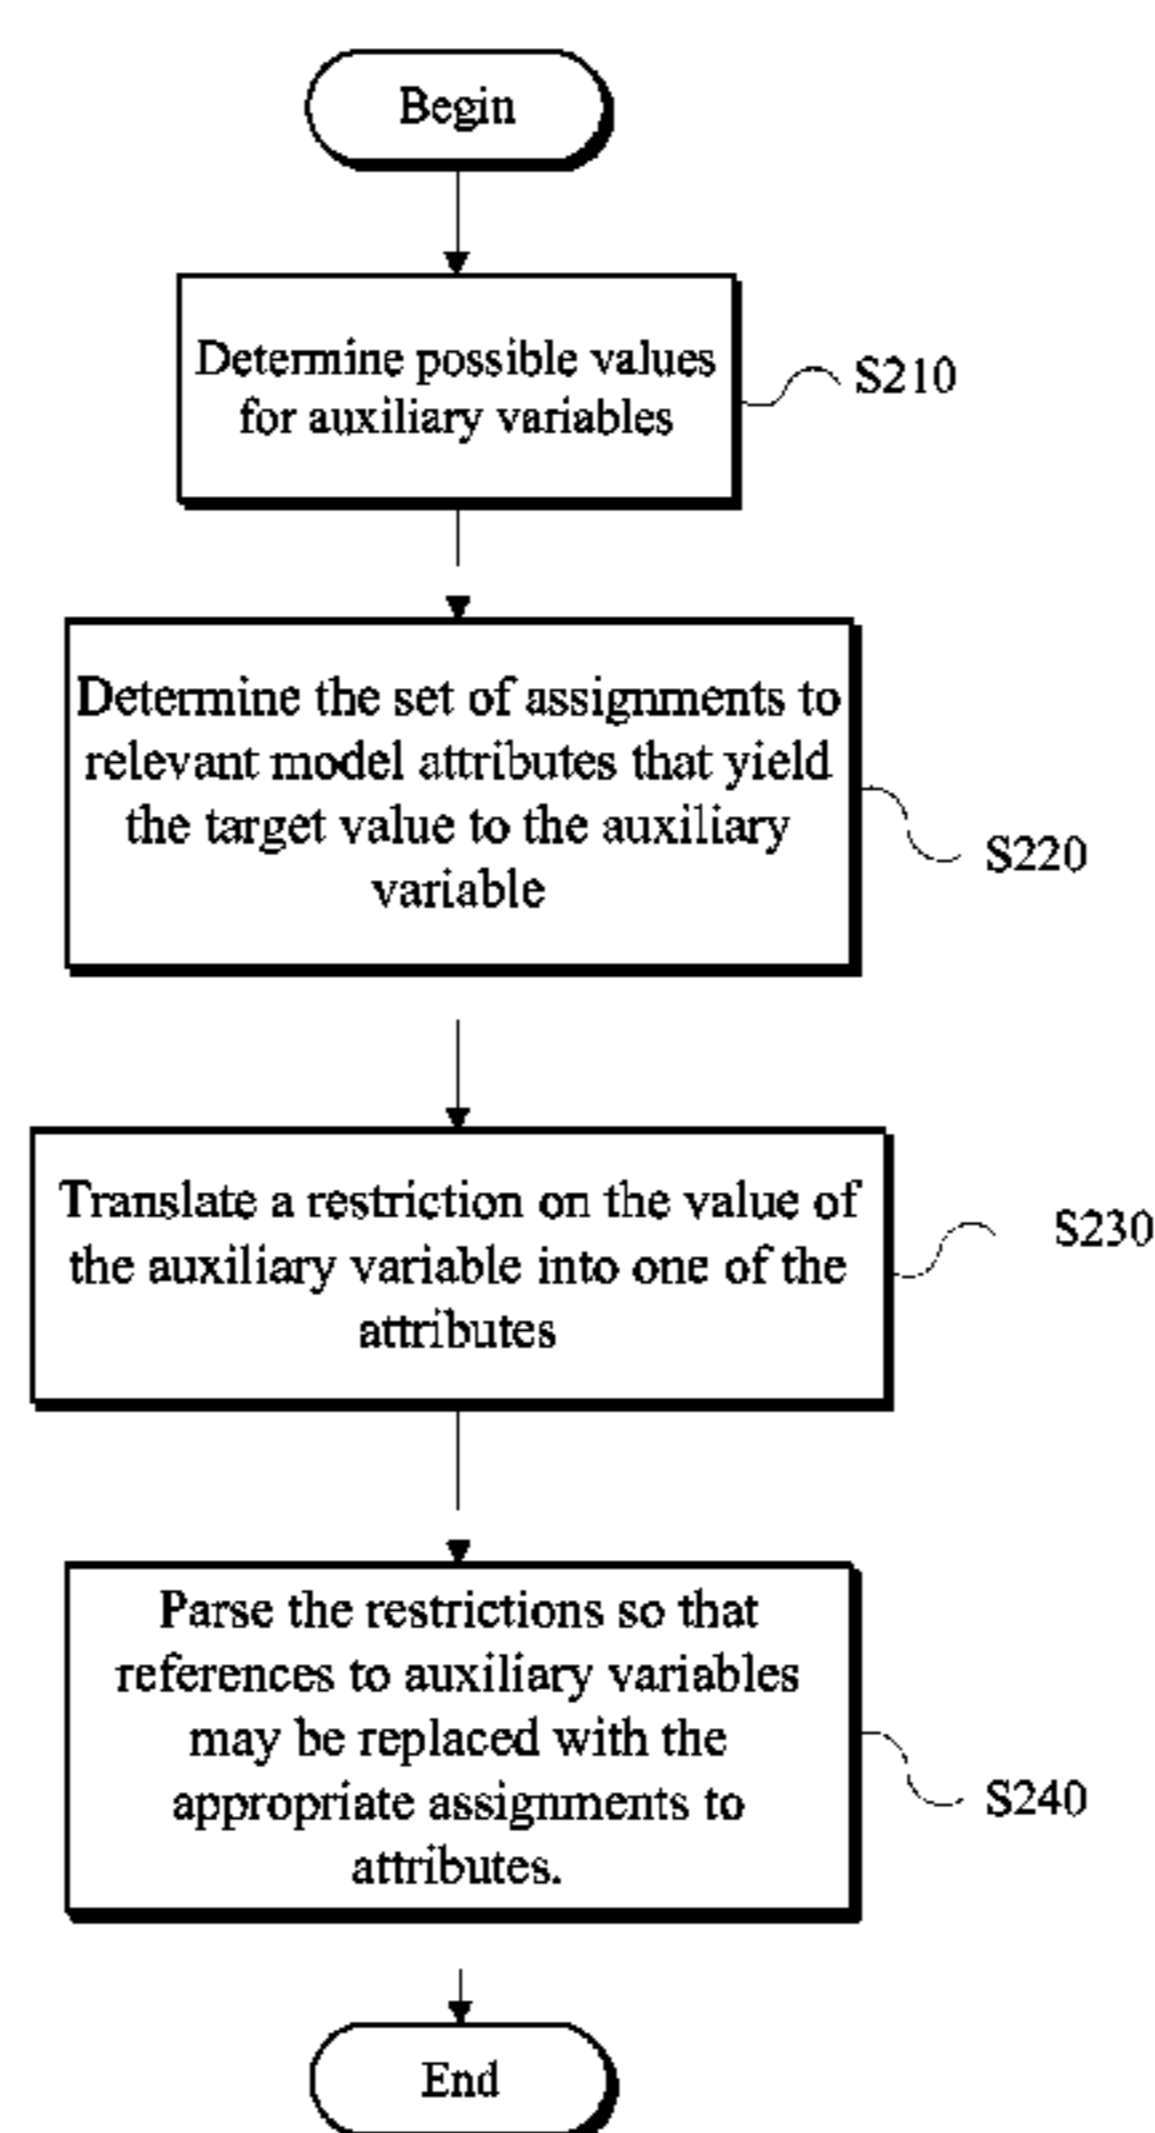 Begin
Determine possible values
for auxiliary variables
S210
Determine the set of assignments to
relevant model attributes that yield
the target value to the auxiliary
variable
S220
Translate a restriction on the value of
the auxiliary variable into one of the
attributes
S230
Parse the restrictions so that
references to auxiliary variables
may be replaced with the
appropriate assignments to
attributes.
S240
End